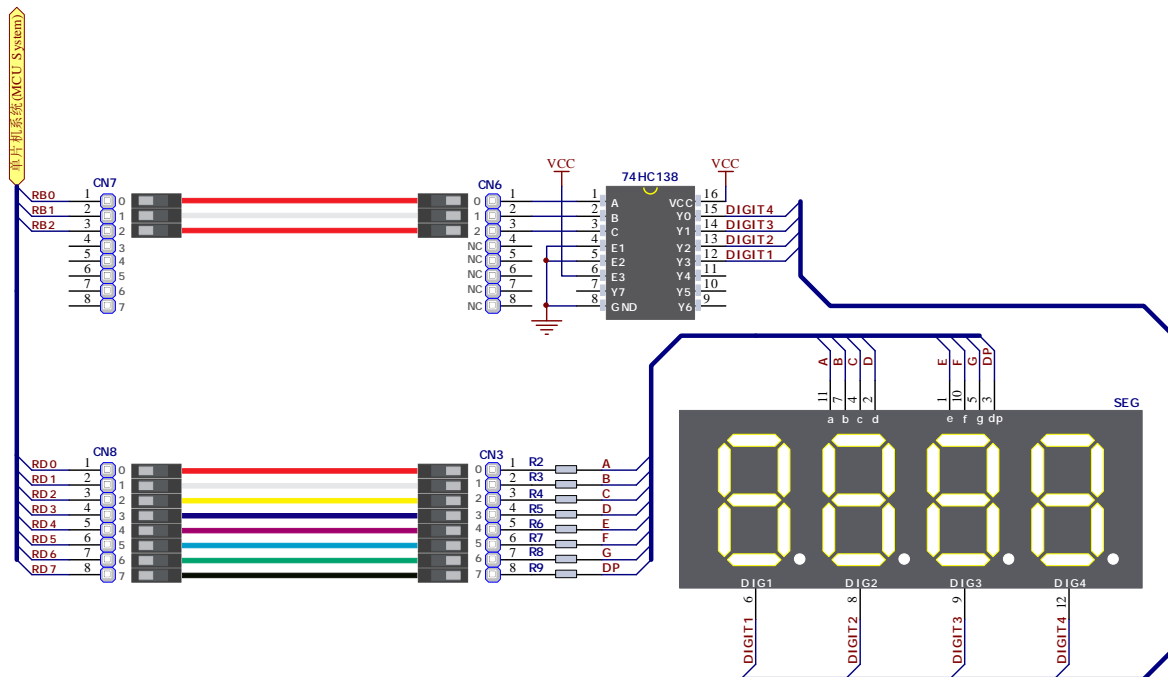 单片机系统(MCU System)
VCC
74HC138
VCC
CN7
CN6
RB0 1 0
RB1 2 1
RB2 3 2
4 3
5 4
6 5
7 6
8 7
0 1
1 2
2 3
NC 4
NC 5
NC 6
NC 7
NC 8
1 A VCC 16
2 B Y0 15 DIGIT4
3 C Y1 14 DIGIT3
4 E1 Y2 13 DIGIT2
5 E2 Y3 12 DIGIT1
6 E3 Y4 11
7 Y7 Y5 10
8 GND Y6 9
A B C D E F G DP
11 7 4 2 1 10 5 3
SEG
a b c d e f g dp
CN8
CN3
RD0 1 0
RD1 2 1
RD2 3 2
RD3 4 3
RD4 5 4
RD5 6 5
RD6 7 6
RD7 8 7
0 1 R2 A
1 2 R3 B
2 3 R4 C
3 4 R5 D
4 5 R6 E
5 6 R7 F
6 7 R8 G
7 8 R9 DP
DIG1 DIG2 DIG3 DIG4
6 8 9 12
DIGIT1 DIGIT2 DIGIT3 DIGIT4